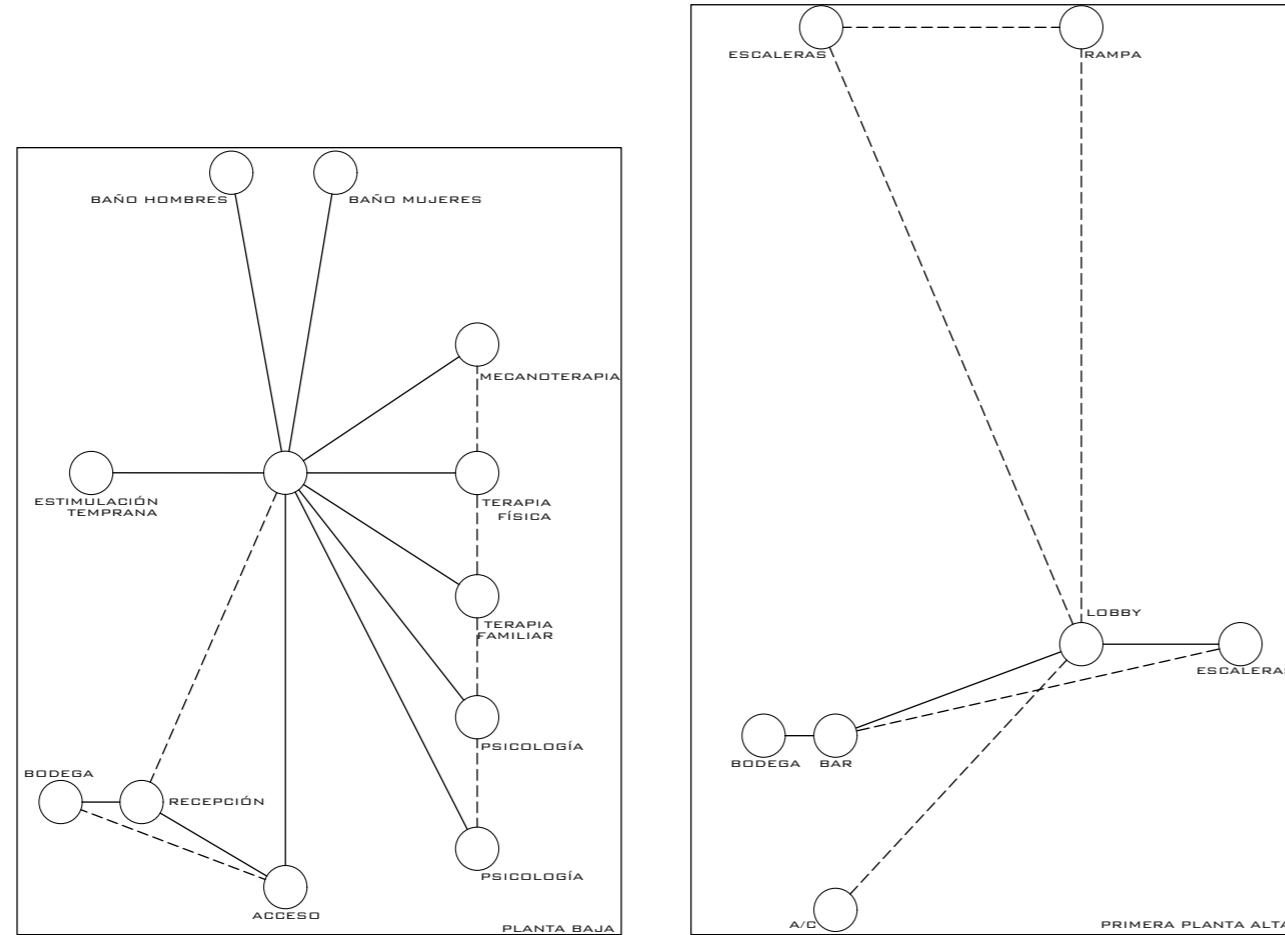 BAÑO HOMBRES
BAÑO MUJERES
MECANOTERAPIA
ESTIMULACIÓN
TEMPRANA
TERAPIA
FÍSICA
TERAPIA
FAMILIAR
PSICOLOGÍA
BODEGA
RECEPCIÓN
PSICOLOGÍA
ACCESO
PLANTA BAJA
ESCALERAS
RAMPA
LOBBY
ESCALERAS
BODEGA
BAR
A/C
PRIMERA PLANTA ALTA